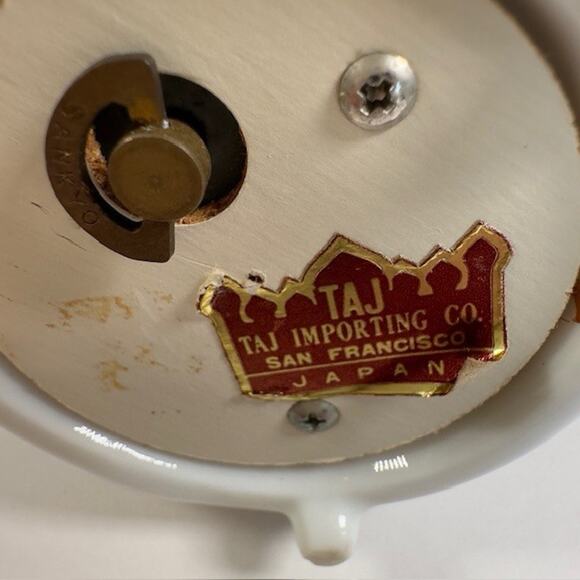 SANKYO
TAJ
TAJ IMPORTING CO.
SAN FRANCISCO
JAPAN